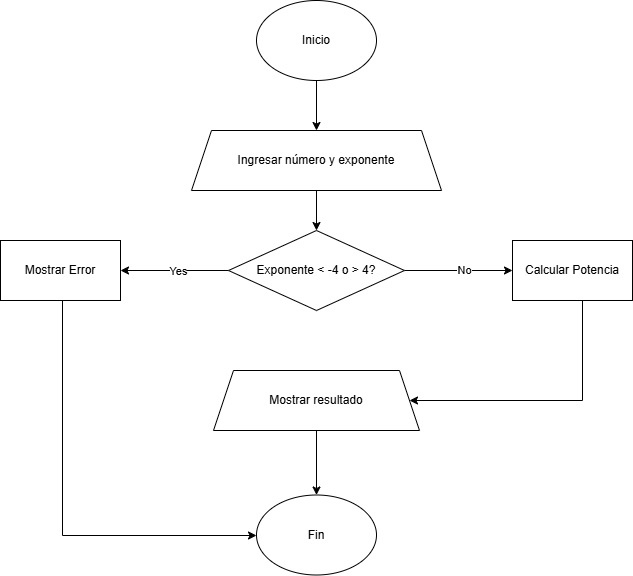 Inicio
Ingresar número y exponente
Exponente < -4 o > 4?
Yes
No
Mostrar Error
Calcular Potencia
Mostrar resultado
Fin